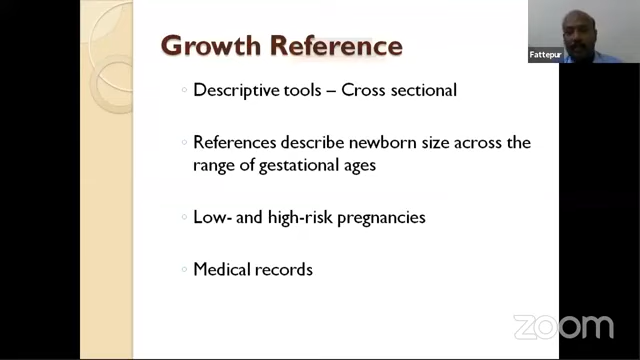 Growth Reference
Fattepur
Descriptive tools – Cross sectional
References describe newborn size across the
range of gestational ages
Low- and high-risk pregnancies
Medical records
zoom